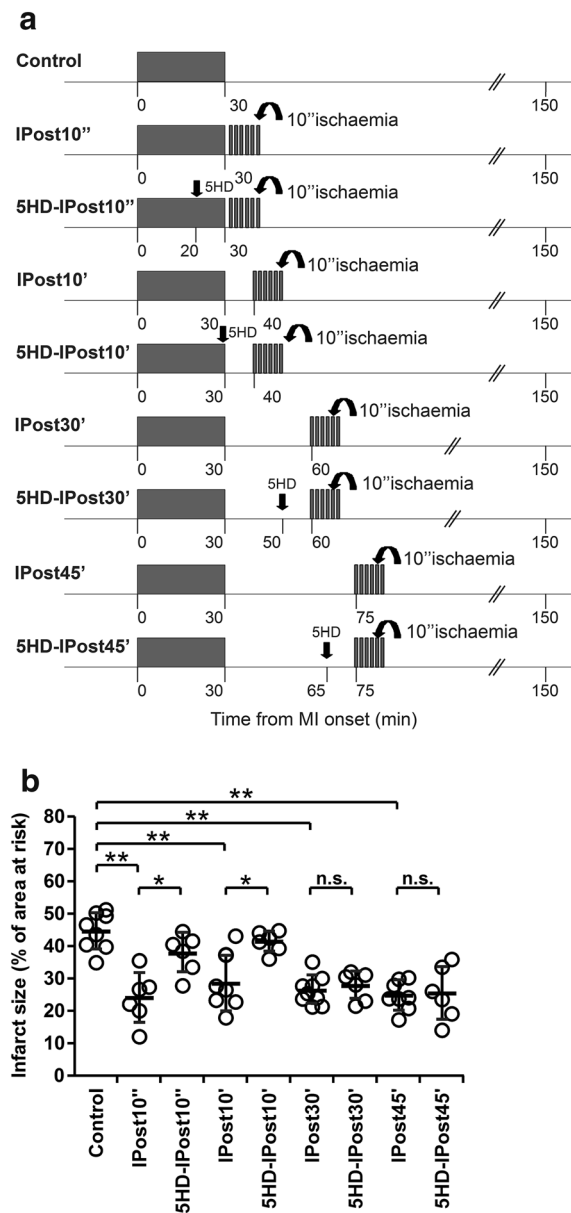 a
Control
0 30 150
10''ischaemia
IPost10''
0 30 150
5HD 10''ischaemia
5HD-IPost10''
0 20 30 150
10''ischaemia
IPost10'
0 30 40 150
5HD 10''ischaemia
5HD-IPost10'
0 30 40 150
10''ischaemia
IPost30'
0 30 60 150
5HD 10''ischaemia
5HD-IPost30'
0 30 50 60 150
10''ischaemia
IPost45'
0 30 75 150
5HD 10''ischaemia
5HD-IPost45'
0 30 65 75 150
Time from MI onset (min)
b
Infarct size (% of area at risk)
80
70
60
50
40
30
20
10
0
**
**
**
** * * n.s. n.s.
Control
IPost10''
5HD-IPost10''
IPost10'
5HD-IPost10'
IPost30'
5HD-IPost30'
IPost45'
5HD-IPost45'